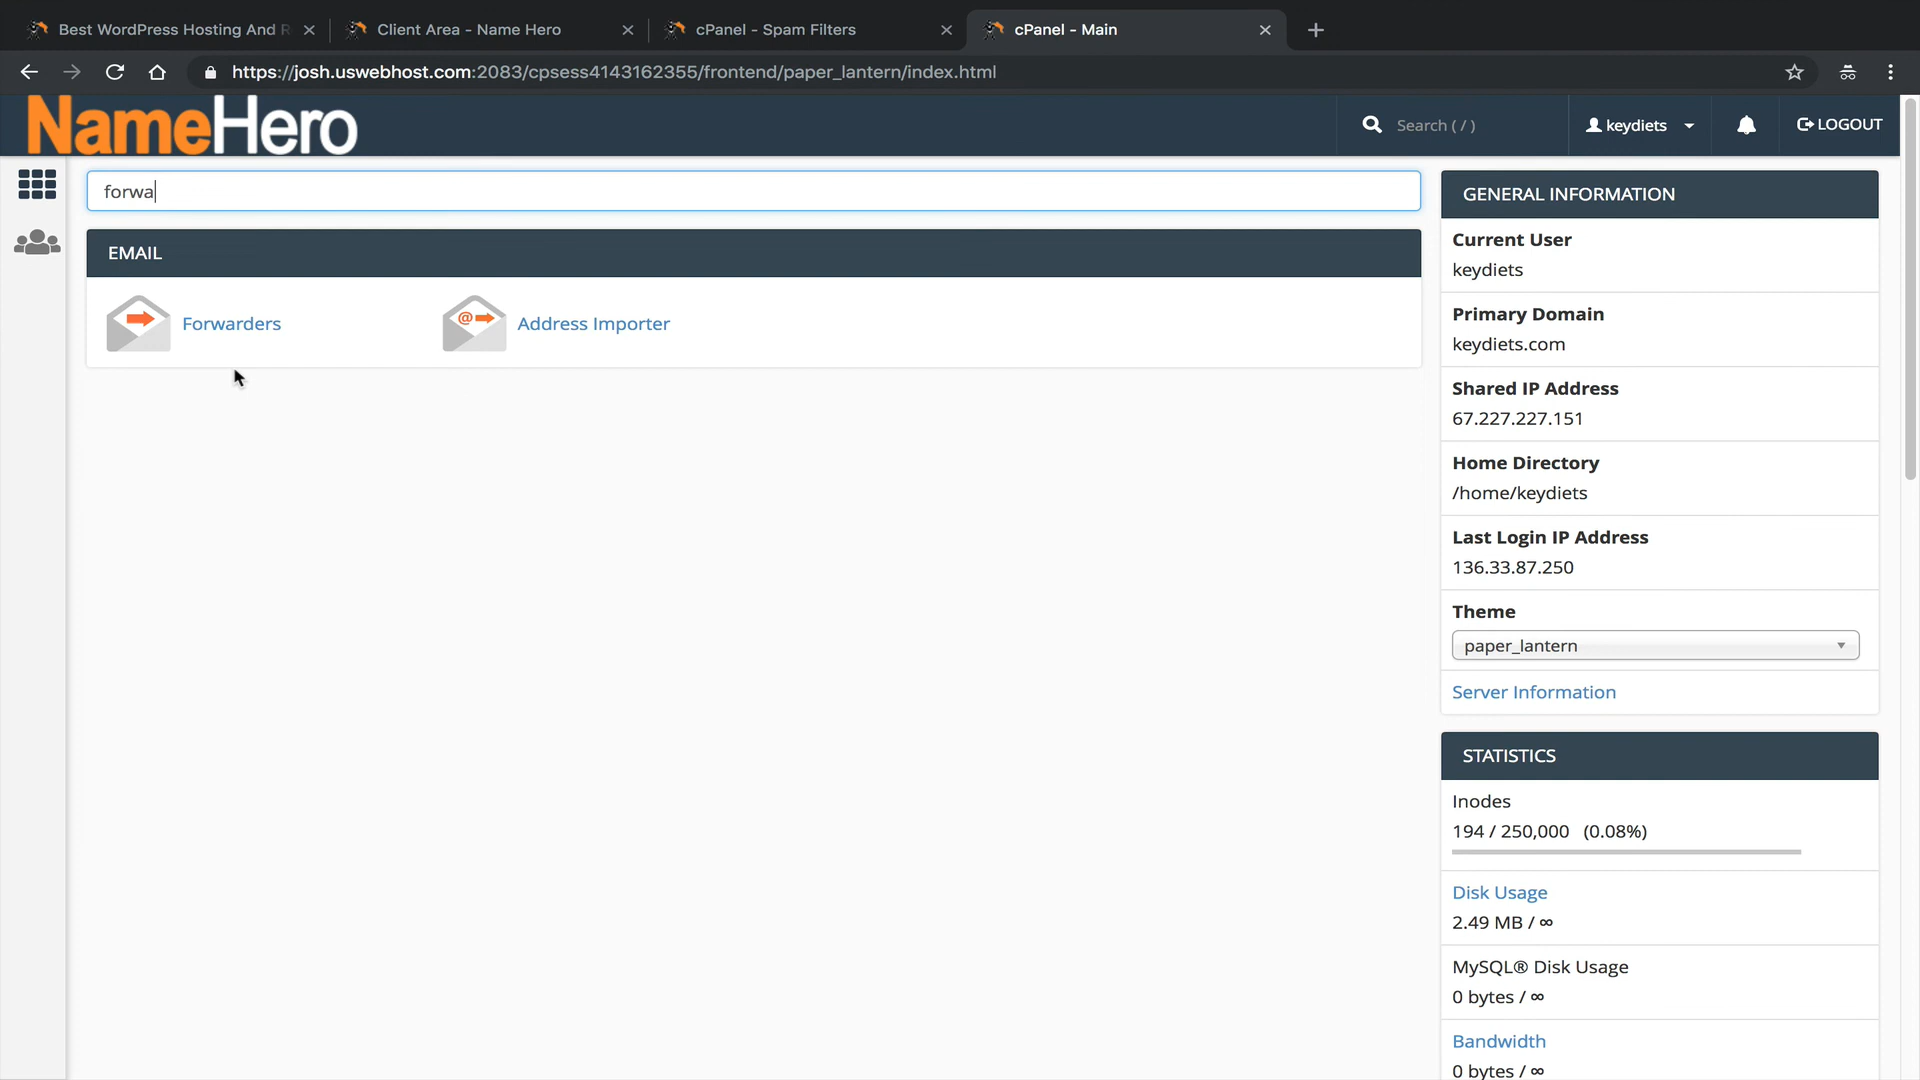 Best WordPress Hosting And R
Client Area - Name Hero
cPanel - Spam Filters
cPanel - Main
https://josh.uswebhost.com:2083/cpsess4143162355/frontend/paper_lantern/index.html
NameHero
Search ( / )
keydiets
LOGOUT
forwa
EMAIL
Forwarders
@
Address Importer
GENERAL INFORMATION
Current User
keydiets
Primary Domain
keydiets.com
Shared IP Address
67.227.227.151
Home Directory
/home/keydiets
Last Login IP Address
136.33.87.250
Theme
paper_lantern
Server Information
STATISTICS
Inodes
194 / 250,000 (0.08%)
Disk Usage
2.49 MB / ∞
MySQL® Disk Usage
0 bytes / ∞
Bandwidth
0 bytes / ∞